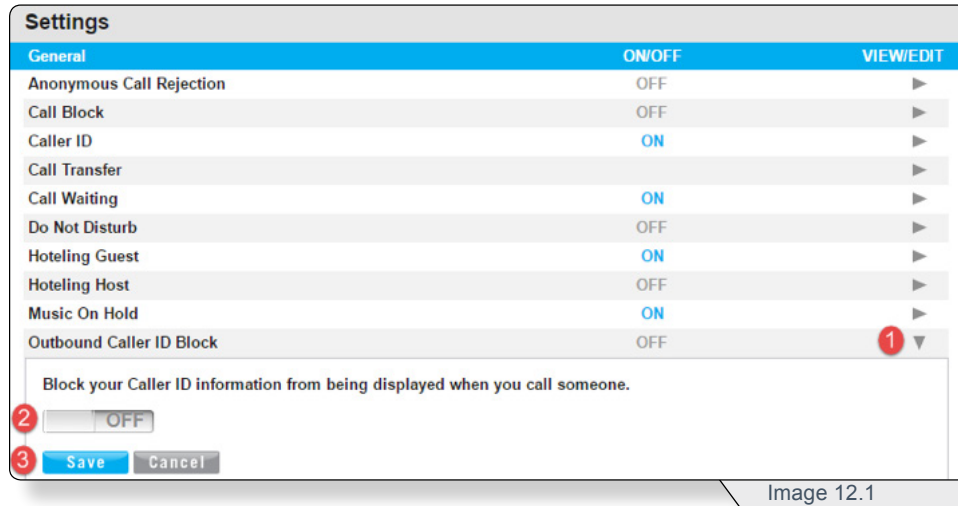 Settings
General ON/OFF VIEW/EDIT
Anonymous Call Rejection OFF
Call Block OFF
Caller ID ON
Call Transfer
Call Waiting ON
Do Not Disturb OFF
Hoteling Guest ON
Hoteling Host OFF
Music On Hold ON
Outbound Caller ID Block OFF 1
Block your Caller ID information from being displayed when you call someone.
2 OFF
3 Save Cancel
Image 12.1